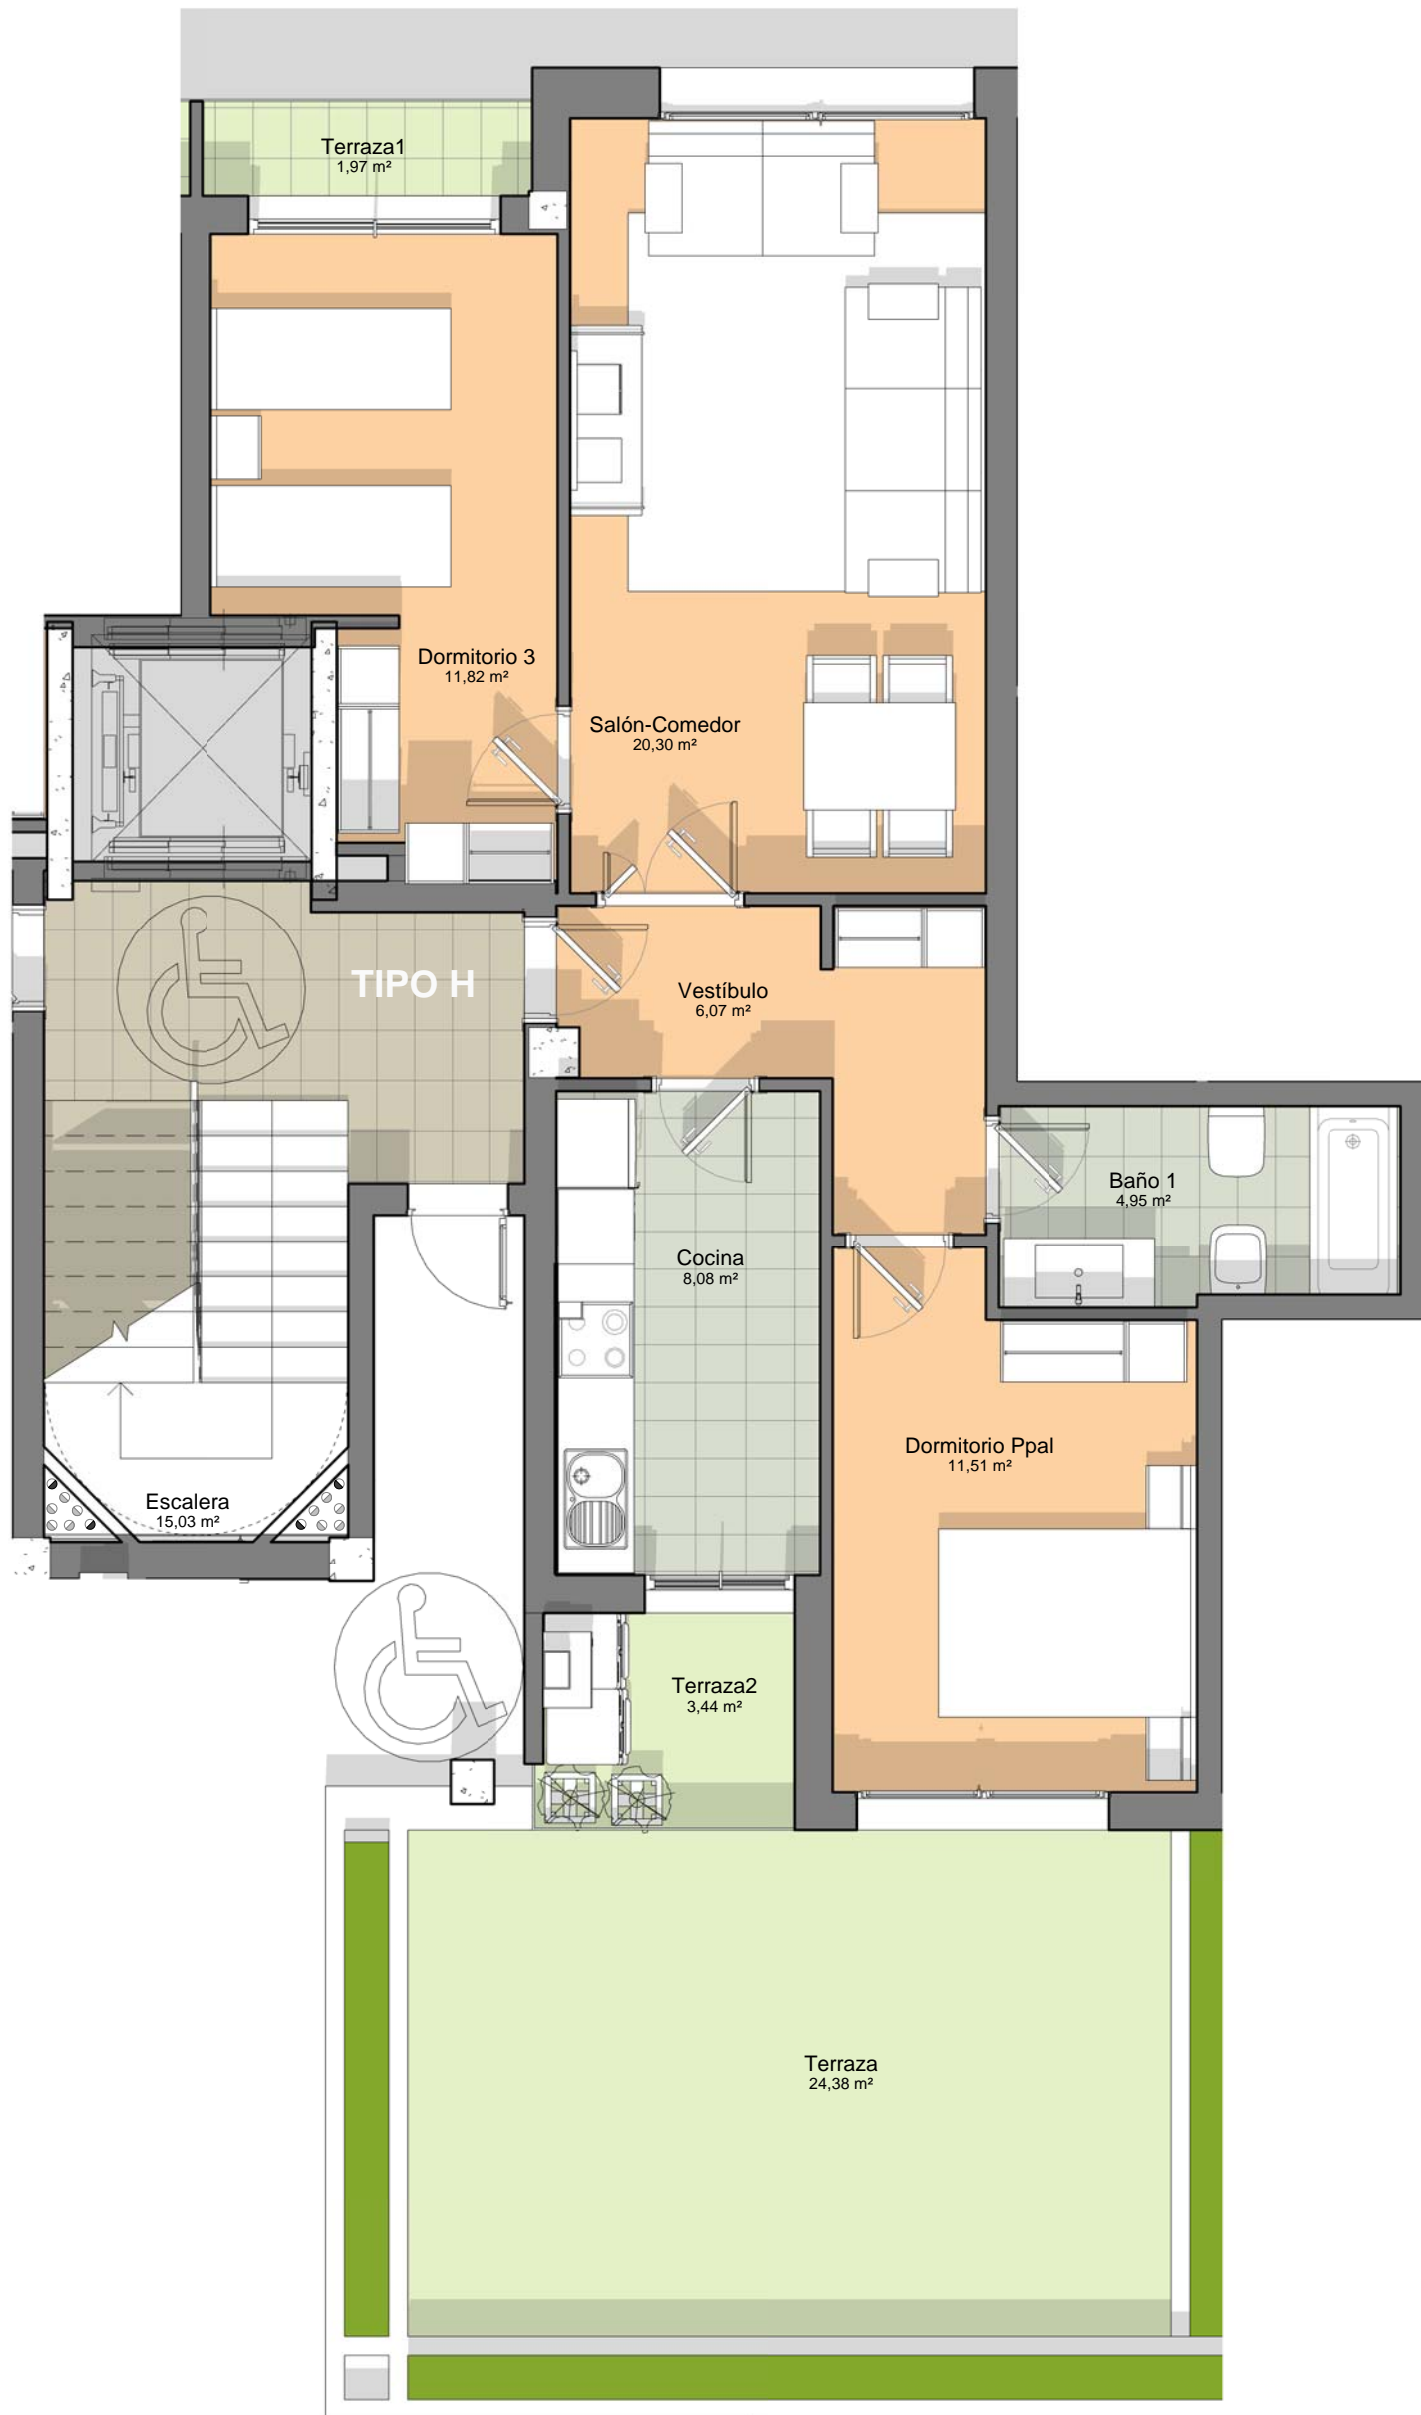 Terraza1
1,97 m²
Dormitorio 3
11,82 m²
Salón-Comedor
20,30 m²
TIPO H
Vestíbulo
6,07 m²
Baño 1
4,95 m²
Cocina
8,08 m²
Dormitorio Ppal
11,51 m²
Escalera
15,03 m²
Terraza2
3,44 m²
Terraza
24,38 m²